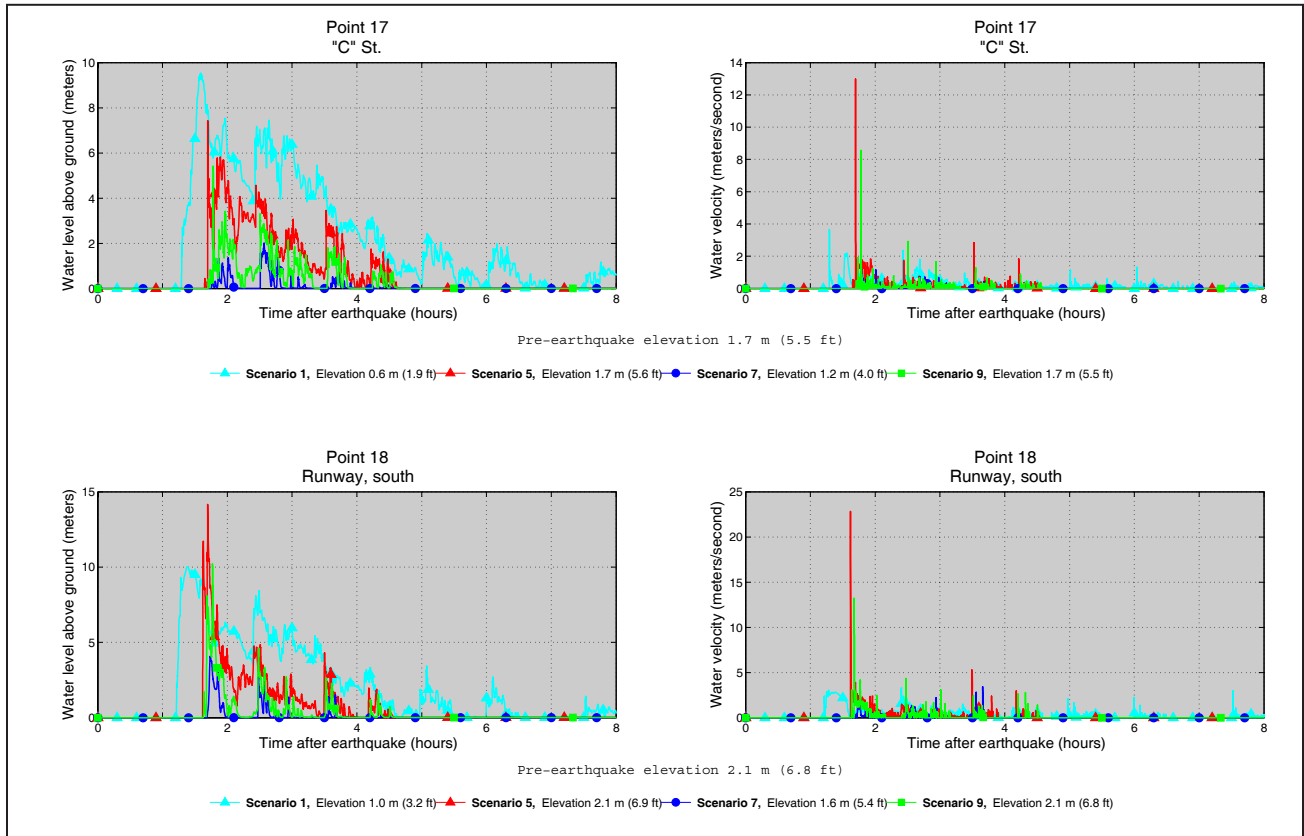 Point 17
"C" St.
Water level above ground (meters)
10
8
6
4
2
0
0 2 4 6 8
Time after earthquake (hours)
Point 17
"C" St.
Water velocity (meters/second)
14
12
10
8
6
4
2
0
0 2 4 6 8
Time after earthquake (hours)
Pre-earthquake elevation 1.7 m (5.5 ft)
Scenario 1, Elevation 0.6 m (1.9 ft) Scenario 5, Elevation 1.7 m (5.6 ft) Scenario 7, Elevation 1.2 m (4.0 ft) Scenario 9, Elevation 1.7 m (5.5 ft)
Point 18
Runway, south
Water level above ground (meters)
15
10
5
0
0 2 4 6 8
Time after earthquake (hours)
Point 18
Runway, south
Water velocity (meters/second)
25
20
15
10
5
0
0 2 4 6 8
Time after earthquake (hours)
Pre-earthquake elevation 2.1 m (6.8 ft)
Scenario 1, Elevation 1.0 m (3.2 ft) Scenario 5, Elevation 2.1 m (6.9 ft) Scenario 7, Elevation 1.6 m (5.4 ft) Scenario 9, Elevation 2.1 m (6.8 ft)